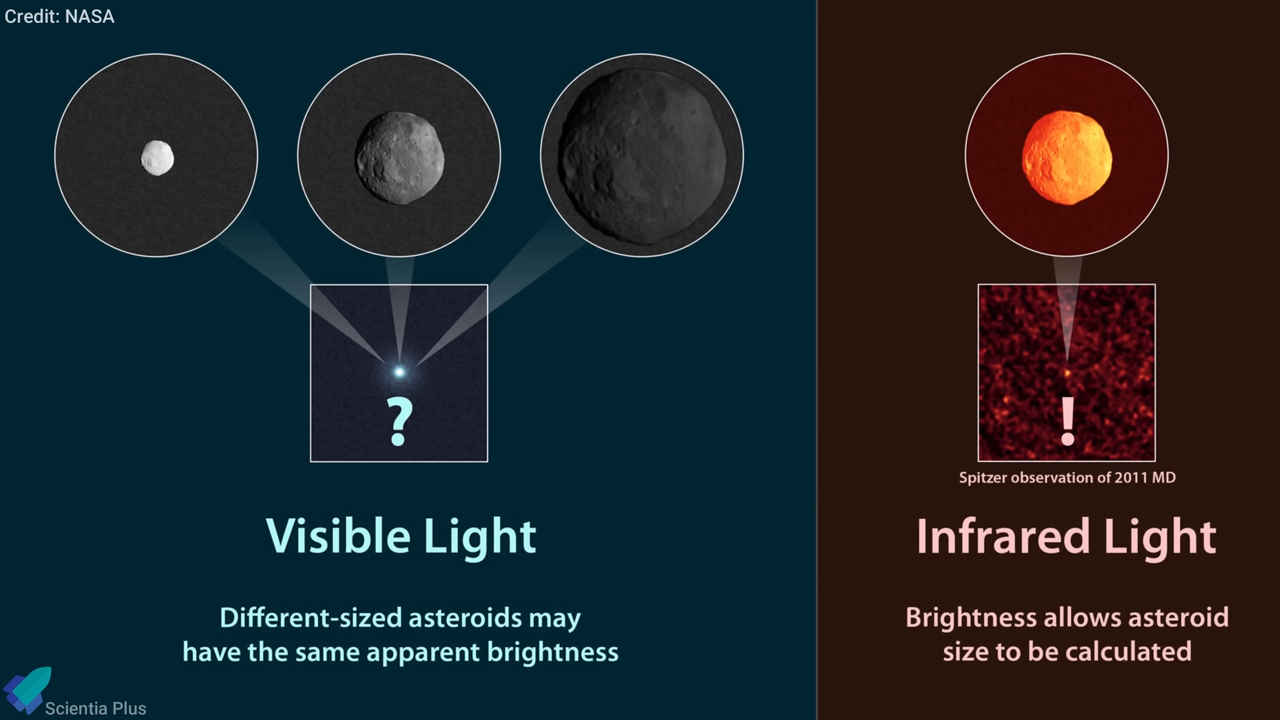 Credit: NASA
?
!
Spitzer observation of 2011 MD
Visible Light
Infrared Light
Different-sized asteroids may
have the same apparent brightness
Brightness allows asteroid
size to be calculated
Scientia Plus